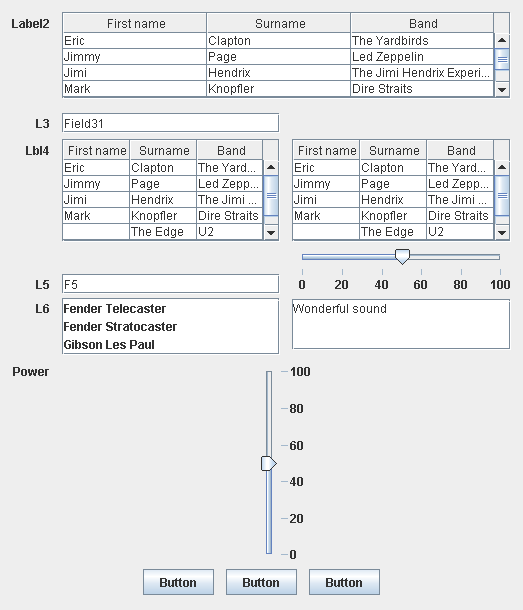 Label2 First name Surname Band
Eric Clapton The Yardbirds
Jimmy Page Led Zeppelin
Jimi Hendrix The Jimi Hendrix Experi...
Mark Knopfler Dire Straits
L3 Field31
Lbl4 First name Surname Band First name Surname Band
Eric Clapton The Yard... Eric Clapton The Yard...
Jimmy Page Led Zepp... Jimmy Page Led Zepp...
Jimi Hendrix The Jimi ... Jimi Hendrix The Jimi ...
Mark Knopfler Dire Straits Mark Knopfler Dire Straits
The Edge U2 The Edge U2
0 20 40 60 80 100
L5 F5
L6 Fender Telecaster Wonderful sound
Fender Stratocaster
Gibson Les Paul
Power 100
80
60
40
20
0
Button Button Button